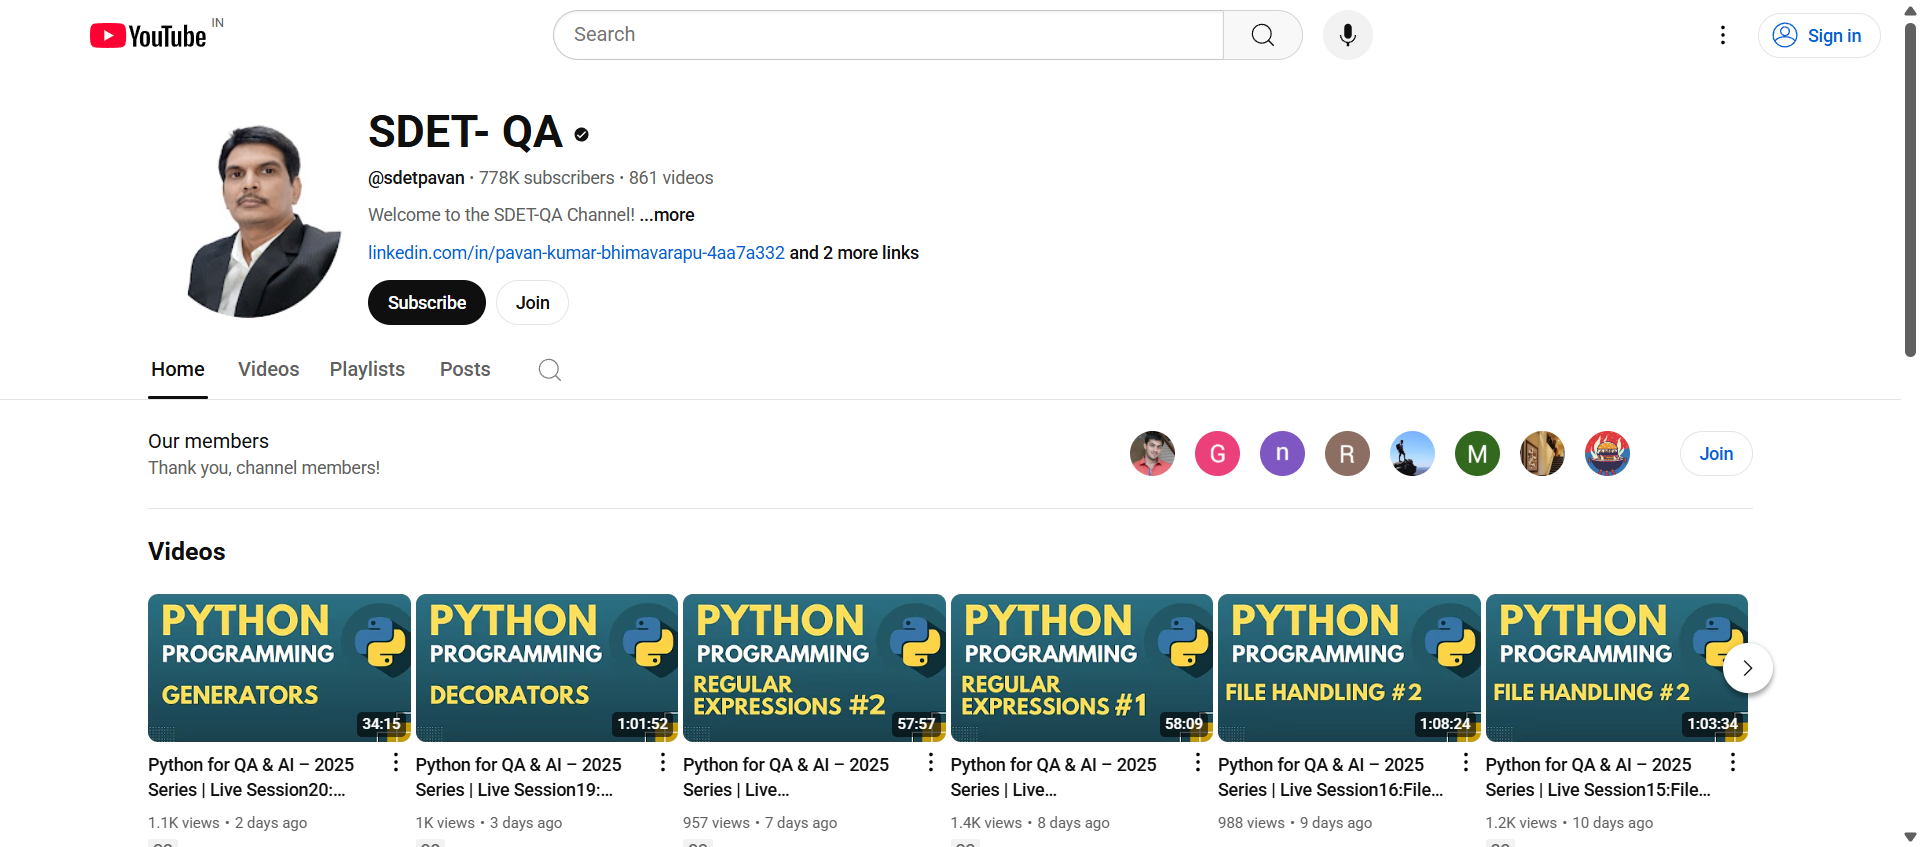 YouTube IN
Search
Sign in
SDET- QA
@sdetpavan · 778K subscribers · 861 videos
Welcome to the SDET-QA Channel! ...more
linkedin.com/in/pavan-kumar-bhimavarapu-4aa7a332 and 2 more links
Subscribe Join
Home Videos Playlists Posts
Our members
Thank you, channel members!
G n R M
Join
Videos
PYTHON
PROGRAMMING
GENERATORS
34:15
Python for QA & AI – 2025
Series | Live Session20:...
1.1K views • 2 days ago
PYTHON
PROGRAMMING
DECORATORS
1:01:52
Python for QA & AI – 2025
Series | Live Session19:...
1K views • 3 days ago
PYTHON
PROGRAMMING
REGULAR
EXPRESSIONS #2
57:57
Python for QA & AI – 2025
Series | Live...
957 views • 7 days ago
PYTHON
PROGRAMMING
REGULAR
EXPRESSIONS #1
58:09
Python for QA & AI – 2025
Series | Live...
1.4K views • 8 days ago
PYTHON
PROGRAMMING
FILE HANDLING #2
1:08:24
Python for QA & AI – 2025
Series | Live Session16:File...
988 views • 9 days ago
PYTHON
PROGRAMMING
FILE HANDLING #2
1:03:34
Python for QA & AI – 2025
Series | Live Session15:File...
1.2K views • 10 days ago